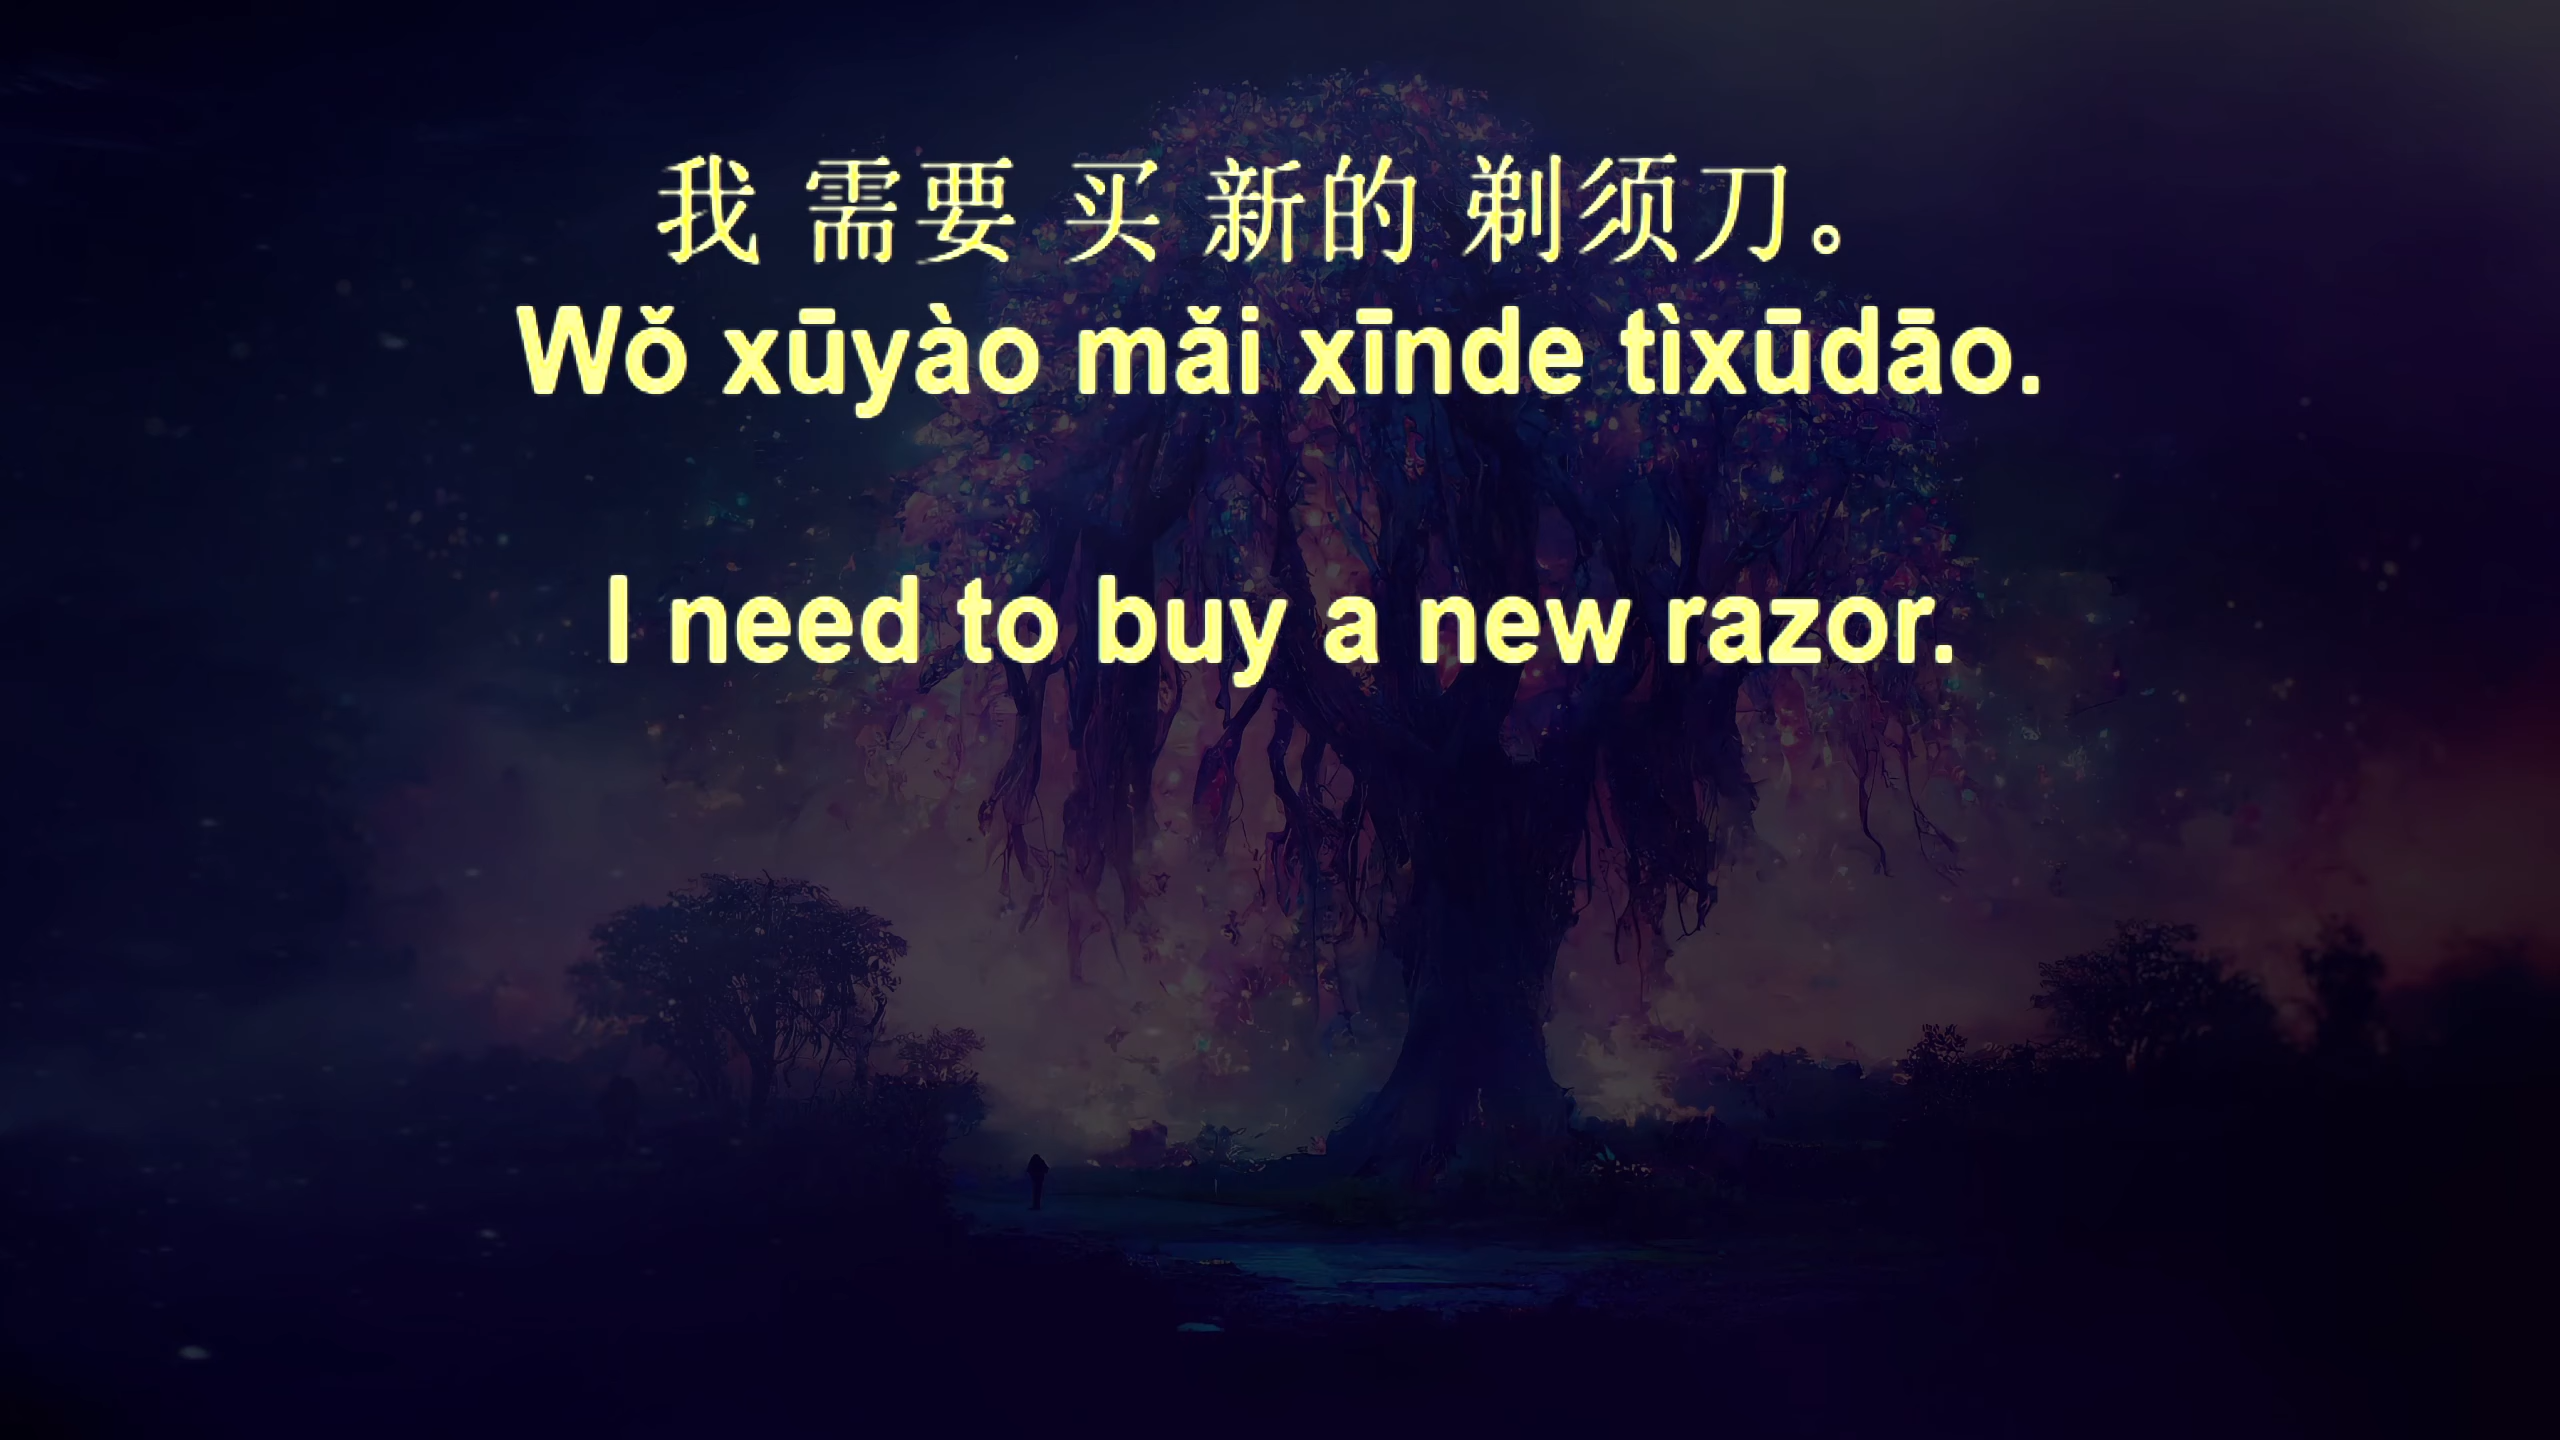 我 需要 买 新的 剃须刀。
Wǒ xūyào mǎi xīnde tìxūdāo.
I need to buy a new razor.